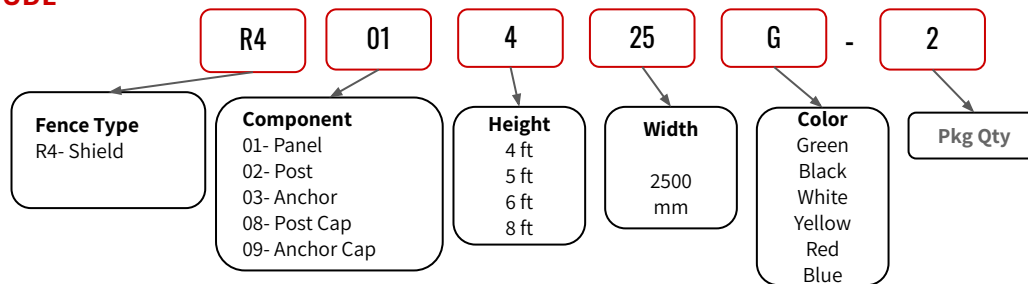 R4 01 4 25 G - 2
Fence Type
R4- Shield
Component
01- Panel
02- Post
03- Anchor
08- Post Cap
09- Anchor Cap
Height
4 ft
5 ft
6 ft
8 ft
Width
2500
mm
Color
Green
Black
White
Yellow
Red
Blue
Pkg Qty